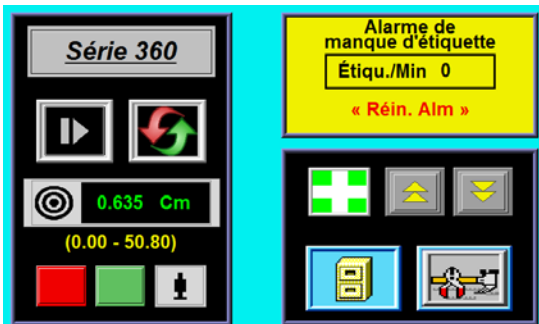 Série 360
0.635 Cm
(0.00 - 50.80)
Alarme de
manque d'étiquette
Étiqu./Min 0
« Réin. Alm »